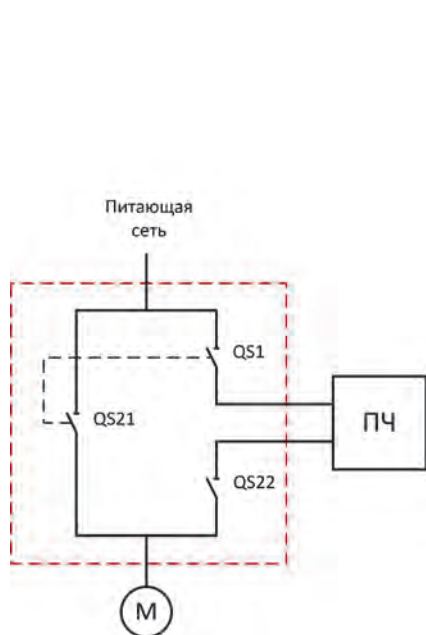 Питающая
сеть
QS1
QS21
ПЧ
QS22
М